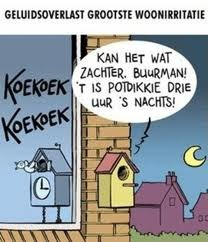 GELUIDSOVERLAST GROOTSTE WOONIRRITATIE
KOEKOEK
KOEKOEK
KAN HET WAT
ZACHTER, BUURMAN!
'T IS POTDIKKIE DRIE
UUR 'S NACHTS!